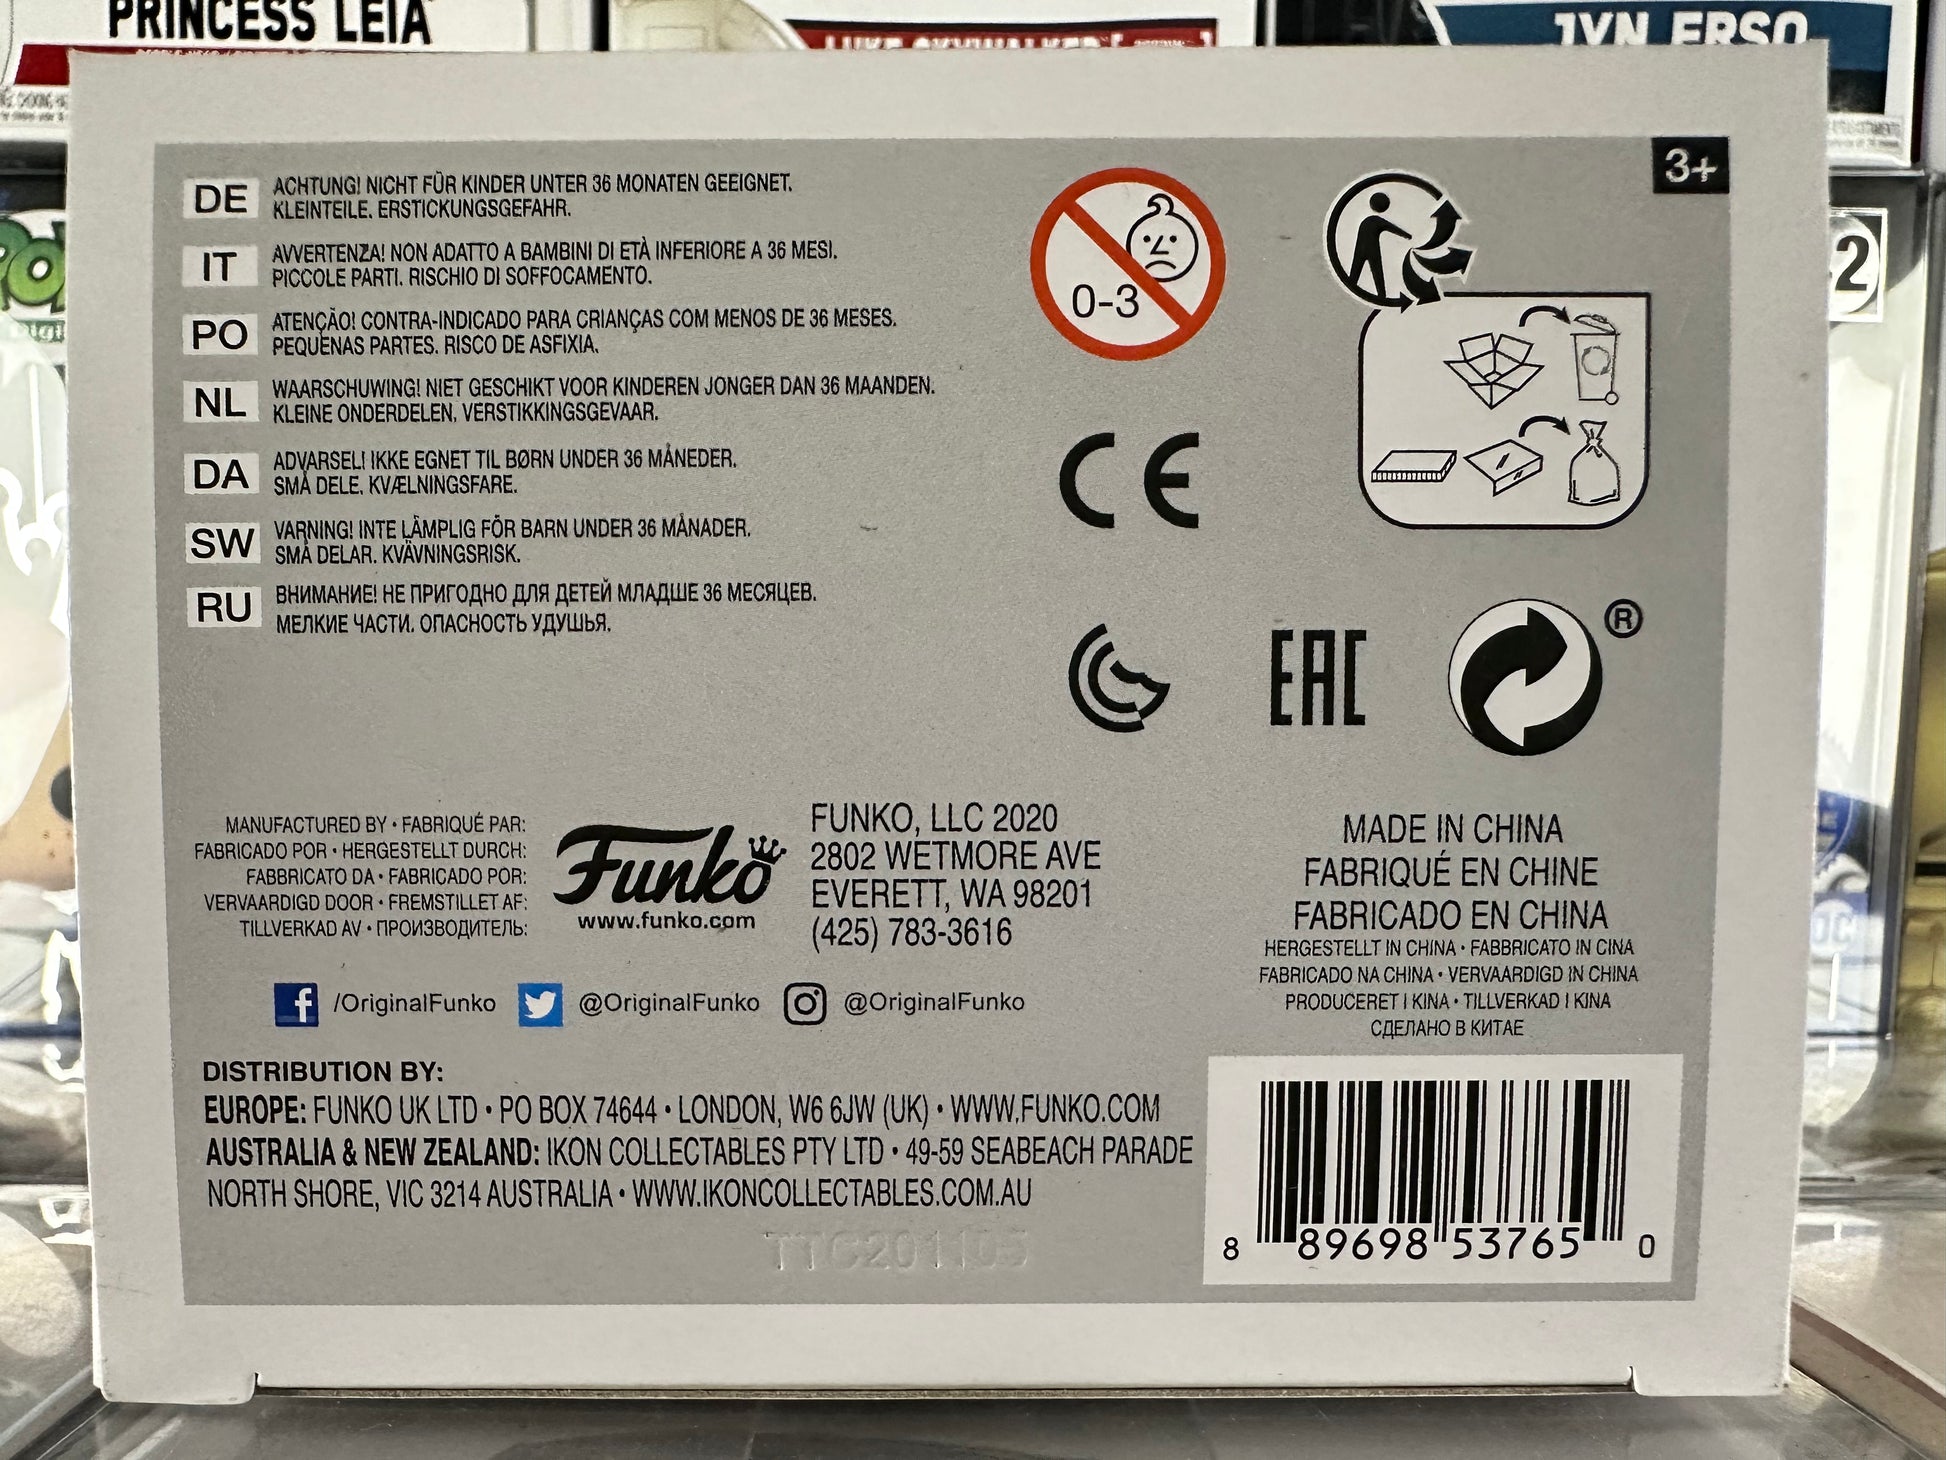 PRINCESS LEIA
JYN ERSO
3+
DE ACHTUNG! NICHT FÜR KINDER UNTER 36 MONATEN GEEIGNET.
KLEINTEILE. ERSTICKUNGSGEFAHR.
IT AVVERTENZA! NON ADATTO A BAMBINI DI ETÀ INFERIORE A 36 MESI.
PICCOLE PARTI. RISCHIO DI SOFFOCAMENTO.
PO ATENÇÃO! CONTRA-INDICADO PARA CRIANÇAS COM MENOS DE 36 MESES.
PEQUENAS PARTES. RISCO DE ASFIXIA.
NL WAARSCHUWING! NIET GESCHIKT VOOR KINDEREN JONGER DAN 36 MAANDEN.
KLEINE ONDERDELEN. VERSTIKKINGSGEVAAR.
DA ADVARSEL! IKKE EGNET TIL BØRN UNDER 36 MÅNEDER.
SMÅ DELE. KVÆLNINGSFARE.
SW VARNING! INTE LÄMPLIG FÖR BARN UNDER 36 MÅNADER.
SMÅ DELAR. KVÄVNINGSRISK.
RU ВНИМАНИЕ! НЕ ПРИГОДНО ДЛЯ ДЕТЕЙ МЛАДШЕ 36 МЕСЯЦЕВ.
МЕЛКИЕ ЧАСТИ. ОПАСНОСТЬ УДУШЬЯ.
0-3
CE
EAC
®
MANUFACTURED BY • FABRIQUÉ PAR:
FABRICADO POR • HERGESTELLT DURCH:
FABBRICATO DA • FABRICADO POR:
VERVAARDIGD DOOR • FREMSTILLET AF:
TILLVERKAD AV • ПРОИЗВОДИТЕЛЬ:
Funko
www.funko.com
FUNKO, LLC 2020
2802 WETMORE AVE
EVERETT, WA 98201
(425) 783-3616
MADE IN CHINA
FABRIQUÉ EN CHINE
FABRICADO EN CHINA
HERGESTELLT IN CHINA • FABBRICATO IN CINA
FABRICADO NA CHINA • VERVAARDIGD IN CHINA
PRODUCERET I KINA • TILLVERKAD I KINA
СДЕЛАНО В КИТАЕ
/OriginalFunko @OriginalFunko @OriginalFunko
DISTRIBUTION BY:
EUROPE: FUNKO UK LTD • PO BOX 74644 • LONDON, W6 6JW (UK) • WWW.FUNKO.COM
AUSTRALIA & NEW ZEALAND: IKON COLLECTABLES PTY LTD • 49-59 SEABEACH PARADE
NORTH SHORE, VIC 3214 AUSTRALIA • WWW.IKONCOLLECTABLES.COM.AU
8 89698 53765 0